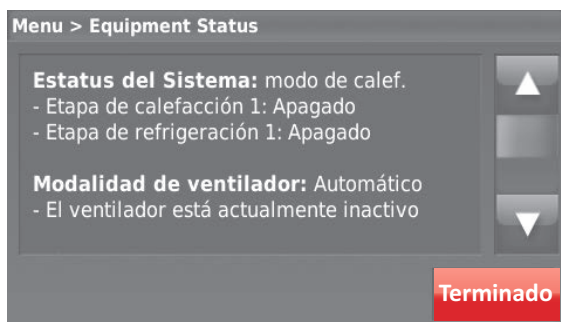 Menu > Equipment Status
Estatus del Sistema: modo de calef.
- Etapa de calefacción 1: Apagado
- Etapa de refrigeración 1: Apagado
Modalidad de ventilador: Automático
- El ventilador está actualmente inactivo
Terminado